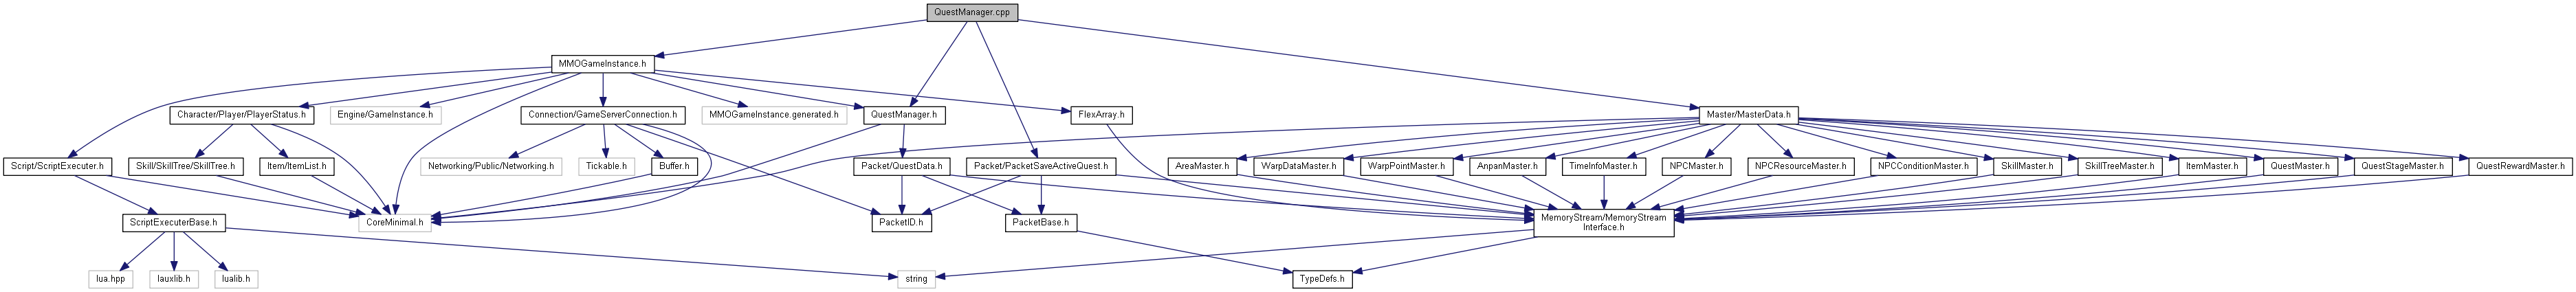 QuestManager.cpp
MMOGameInstance.h
Character/Player/PlayerStatus.h
Engine/GameInstance.h
Connection/GameServerConnection.h
MMOGameInstance.generated.h
QuestManager.h
FlexArray.h
Master/MasterData.h
Script/ScriptExecuter.h
Skill/SkillTree/SkillTree.h
Item/ItemList.h
Networking/Public/Networking.h
Tickable.h
Buffer.h
Packet/QuestData.h
Packet/PacketSaveActiveQuest.h
AreaMaster.h
WarpDataMaster.h
WarpPointMaster.h
AnpanMaster.h
TimeInfoMaster.h
NPCMaster.h
NPCResourceMaster.h
NPCConditionMaster.h
SkillMaster.h
SkillTreeMaster.h
ItemMaster.h
QuestMaster.h
QuestStageMaster.h
QuestRewardMaster.h
ScriptExecuterBase.h
CoreMinimal.h
PacketID.h
PacketBase.h
MemoryStream/MemoryStream
Interface.h
lua.hpp
lauxlib.h
lualib.h
string
TypeDefs.h